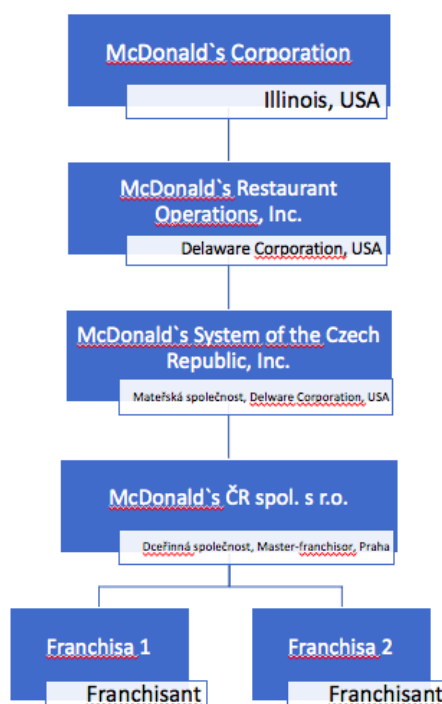 McDonald`s Corporation
Illinois, USA
McDonald`s Restaurant
Operations, Inc.
Delaware Corporation, USA
McDonald`s System of the Czech
Republic, Inc.
Mateřská společnost, Delware Corporation, USA
McDonald`s ČR spol. s r.o.
Dceřinná společnost, Master-franchisor, Praha
Franchisa 1
Franchisant
Franchisa 2
Franchisant